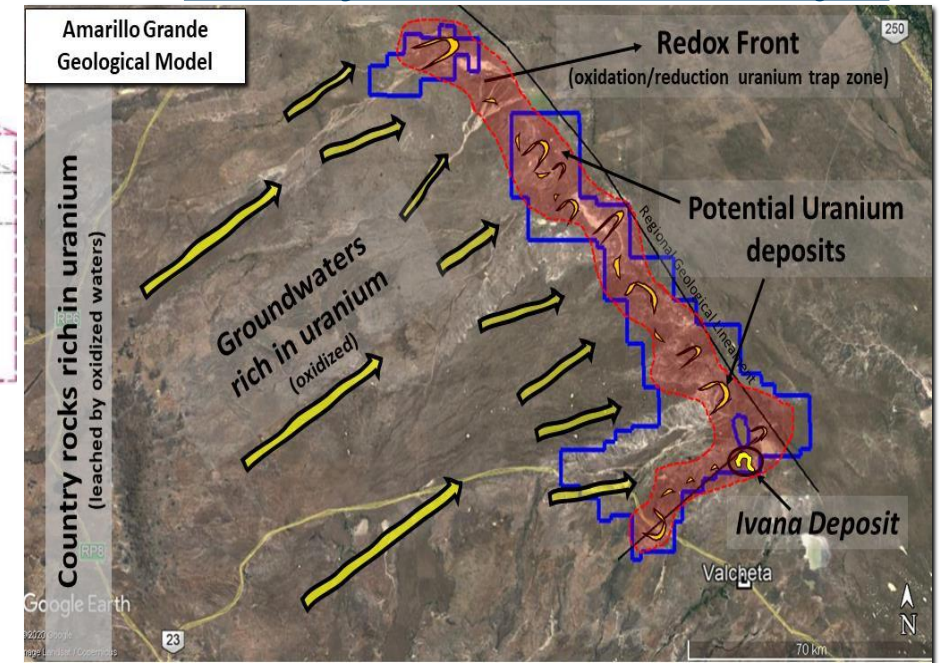 Amarillo Grande
Geological Model
250
Redox Front
(oxidation/reduction uranium trap zone)
Potential Uranium
deposits
Regional Geological Lineament
Country rocks rich in uranium
(leached by oxidized waters)
Groundwaters
rich in uranium
(oxidized)
Ivana Deposit
Valcheta
RP8
Google Earth
23
N
70 km